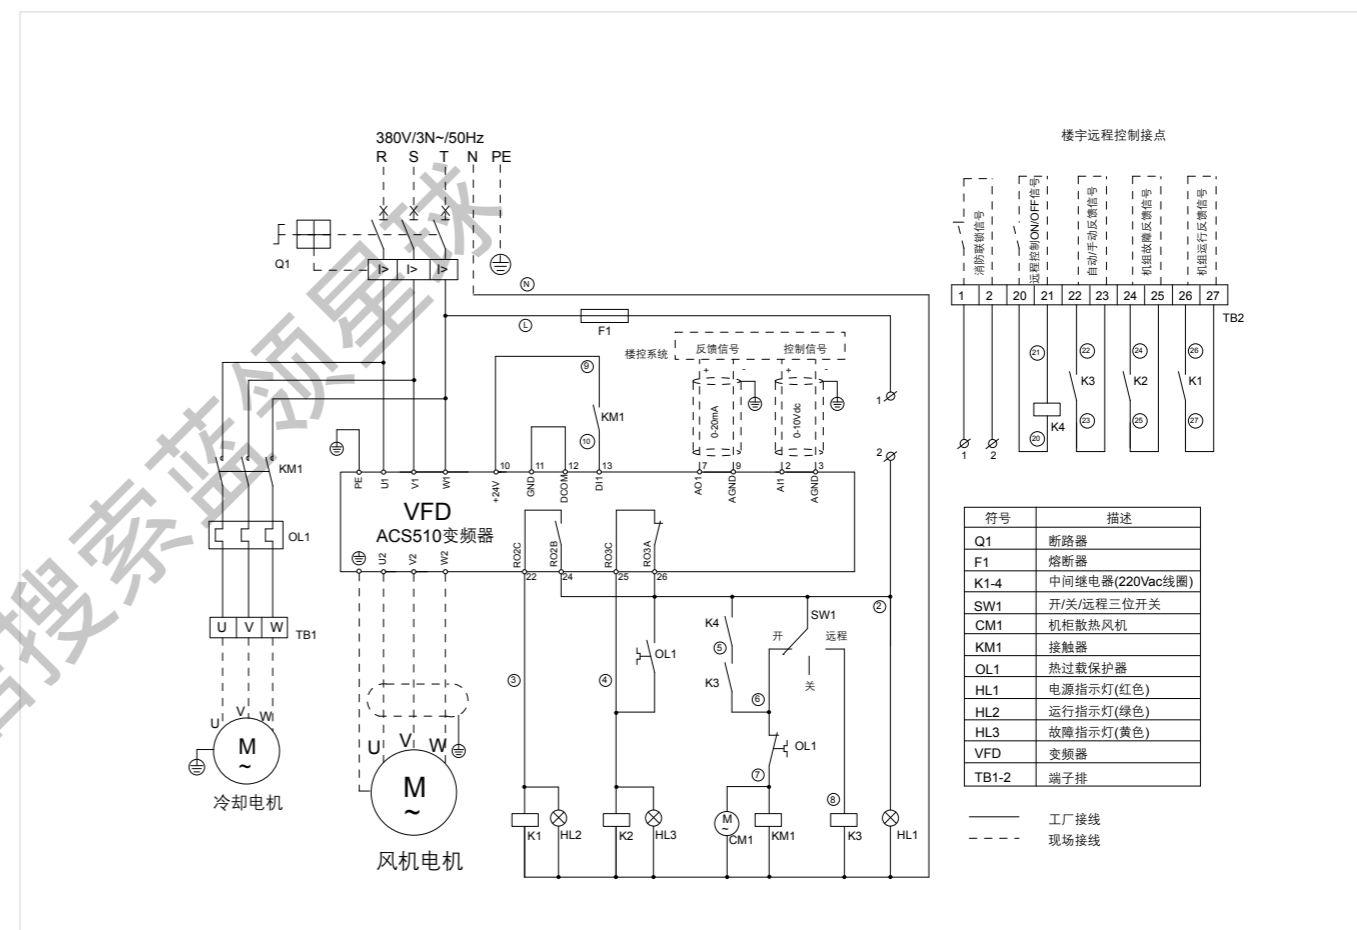 380V/3N~/50Hz
R S T N PE
Q1
I> I> I>
N
L
F1
楼控系统
反馈信号 控制信号
+ - + -
0-20mA
0-10Vdc
9
KM1
10
1
2
KM1
OL1
U V W TB1
U V W
M
~
冷却电机
PE U1 V1 W1
10 11 12 13 7 9 2 3
+24V GND DCOM DI1 AO1 AGND AI1 AGND
VFD
ACS510变频器
U2 V2 W2
RO2C RO2B RO3C RO3A
22 24 25 26
U V W
M
~
风机电机
2
K4
5
K3
SW1
开 远程
关
OL1
3
4
6
OL1
7
8
K1 HL2 K2 HL3
M
~
CM1 KM1 K3 HL1
楼宇远程控制接点
消防联锁信号
远程控制ON/OFF信号
自动/手动反馈信号
机组故障反馈信号
机组运行反馈信号
1 2 20 21 22 23 24 25 26 27
TB2
21 22 24 26
K3 K2 K1
K4
20 23 25 27
1 2
符号 描述
Q1 断路器
F1 熔断器
K1-4 中间继电器(220Vac线圈)
SW1 开/关/远程三位开关
CM1 机柜散热风机
KM1 接触器
OL1 热过载保护器
HL1 电源指示灯(红色)
HL2 运行指示灯(绿色)
HL3 故障指示灯(黄色)
VFD 变频器
TB1-2 端子排
工厂接线
现场接线
搜索蓝领星球